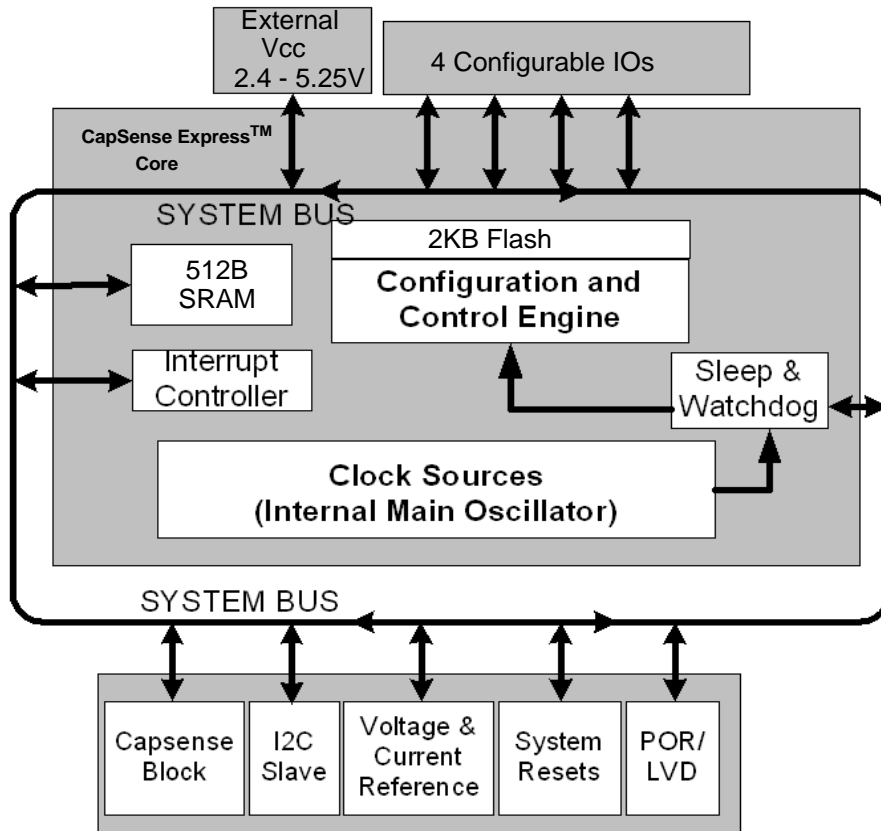 External
Vcc
2.4 - 5.25V
4 Configurable IOs
CapSense Express™
Core
SYSTEM BUS
2KB Flash
512B
SRAM
Configuration and
Control Engine
Interrupt
Controller
Sleep &
Watchdog
Clock Sources
(Internal Main Oscillator)
SYSTEM BUS
Capsense
Block
I2C
Slave
Voltage &
Current
Reference
System
Resets
POR/
LVD